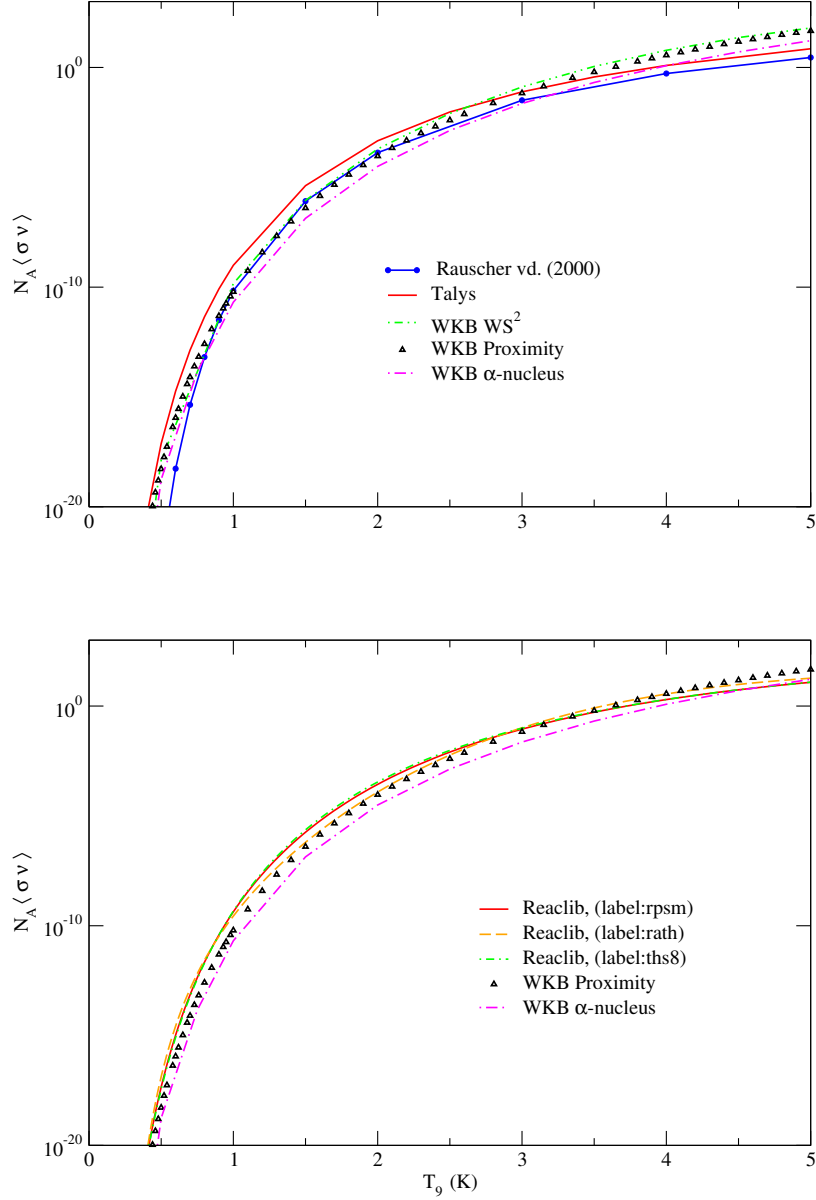 10^0
10^-10
10^-20
N_A ⟨ σ ν ⟩
Rauscher vd. (2000)
Talys
WKB WS^2
WKB Proximity
WKB α-nucleus
0 1 2 3 4 5
10^0
10^-10
10^-20
N_A ⟨ σ ν ⟩
Reaclib, (label:rpsm)
Reaclib, (label:rath)
Reaclib, (label:ths8)
WKB Proximity
WKB α-nucleus
0 1 2 3 4 5
T_9 (K)